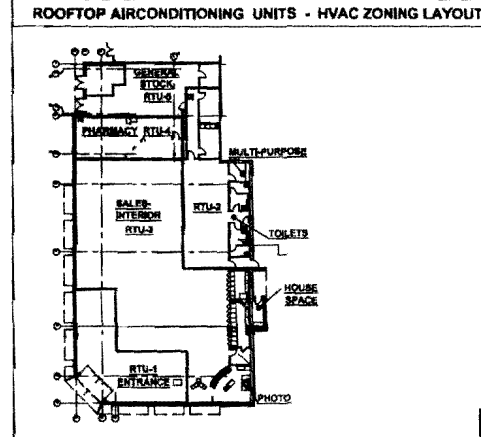 ROOFTOP AIRCONDITIONING UNITS - HVAC ZONING LAYOUT
GENERAL
STOCK
RTU-5
PHARMACY RTU-4
MULTI-PURPOSE
SALES-
INTERIOR
RTU-3
RTU-2
TOILETS
HOUSE
SPACE
RTU-1
ENTRANCE
PHOTO